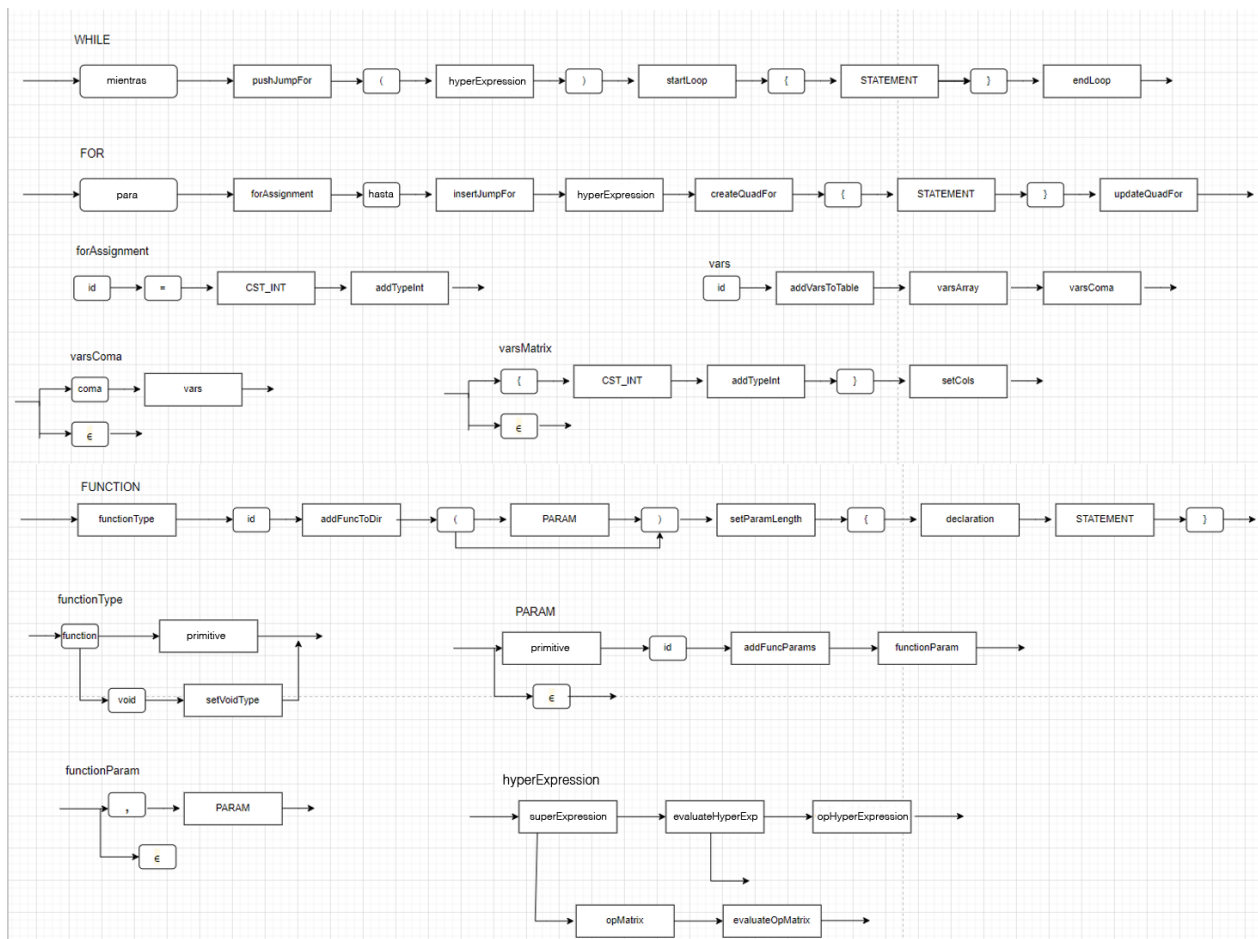 WHILE
mientras pushJumpFor ( hyperExpression ) startLoop { STATEMENT } endLoop
FOR
para forAssignment hasta insertJumpFor hyperExpression createQuadFor { STATEMENT } updateQuadFor
forAssignment
id = CST_INT addTypeInt
vars
id addVarsToTable varsArray varsComa
varsComa
coma vars
ϵ
varsMatrix
{ CST_INT addTypeInt } setCols
ϵ
FUNCTION
functionType id addFuncToDir ( PARAM ) setParamLength { declaration STATEMENT }
functionType
function primitive
void setVoidType
PARAM
primitive id addFuncParams functionParam
ϵ
functionParam
, PARAM
ϵ
hyperExpression
superExpression evaluateHyperExp opHyperExpression
opMatrix evaluateOpMatrix